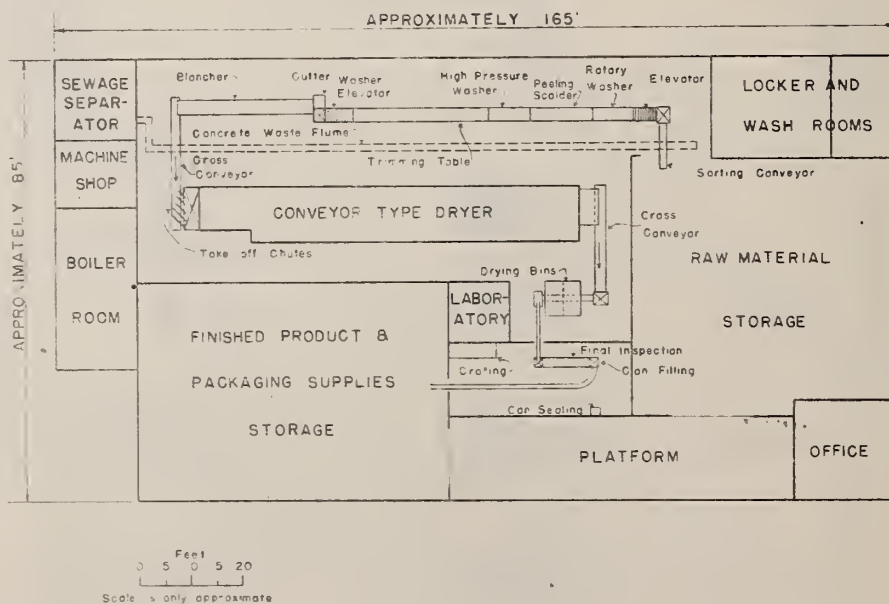 APPROXIMATELY 165'
APPROXIMATELY 85'
SEWAGE
SEPAR-
ATOR
Blancher
Cutter
Washer
Elevator
High Pressure
Washer
Peeling
Scalder
Rotary
Washer
Elevator
LOCKER AND
WASH ROOMS
Concrete Waste Flume
Trimming Table
MACHINE
SHOP
Cross
Conveyor
Sorting Conveyor
CONVEYOR TYPE DRYER
Cross
Conveyor
Take off Chutes
BOILER
ROOM
RAW MATERIAL
STORAGE
Drying Bins
LABOR-
ATORY
FINISHED PRODUCT &
PACKAGING SUPPLIES
STORAGE
Final Inspection
Crating
Can Filling
Can Sealing
PLATFORM
OFFICE
Feet
0 5 0 5 20
Scale is only approximate